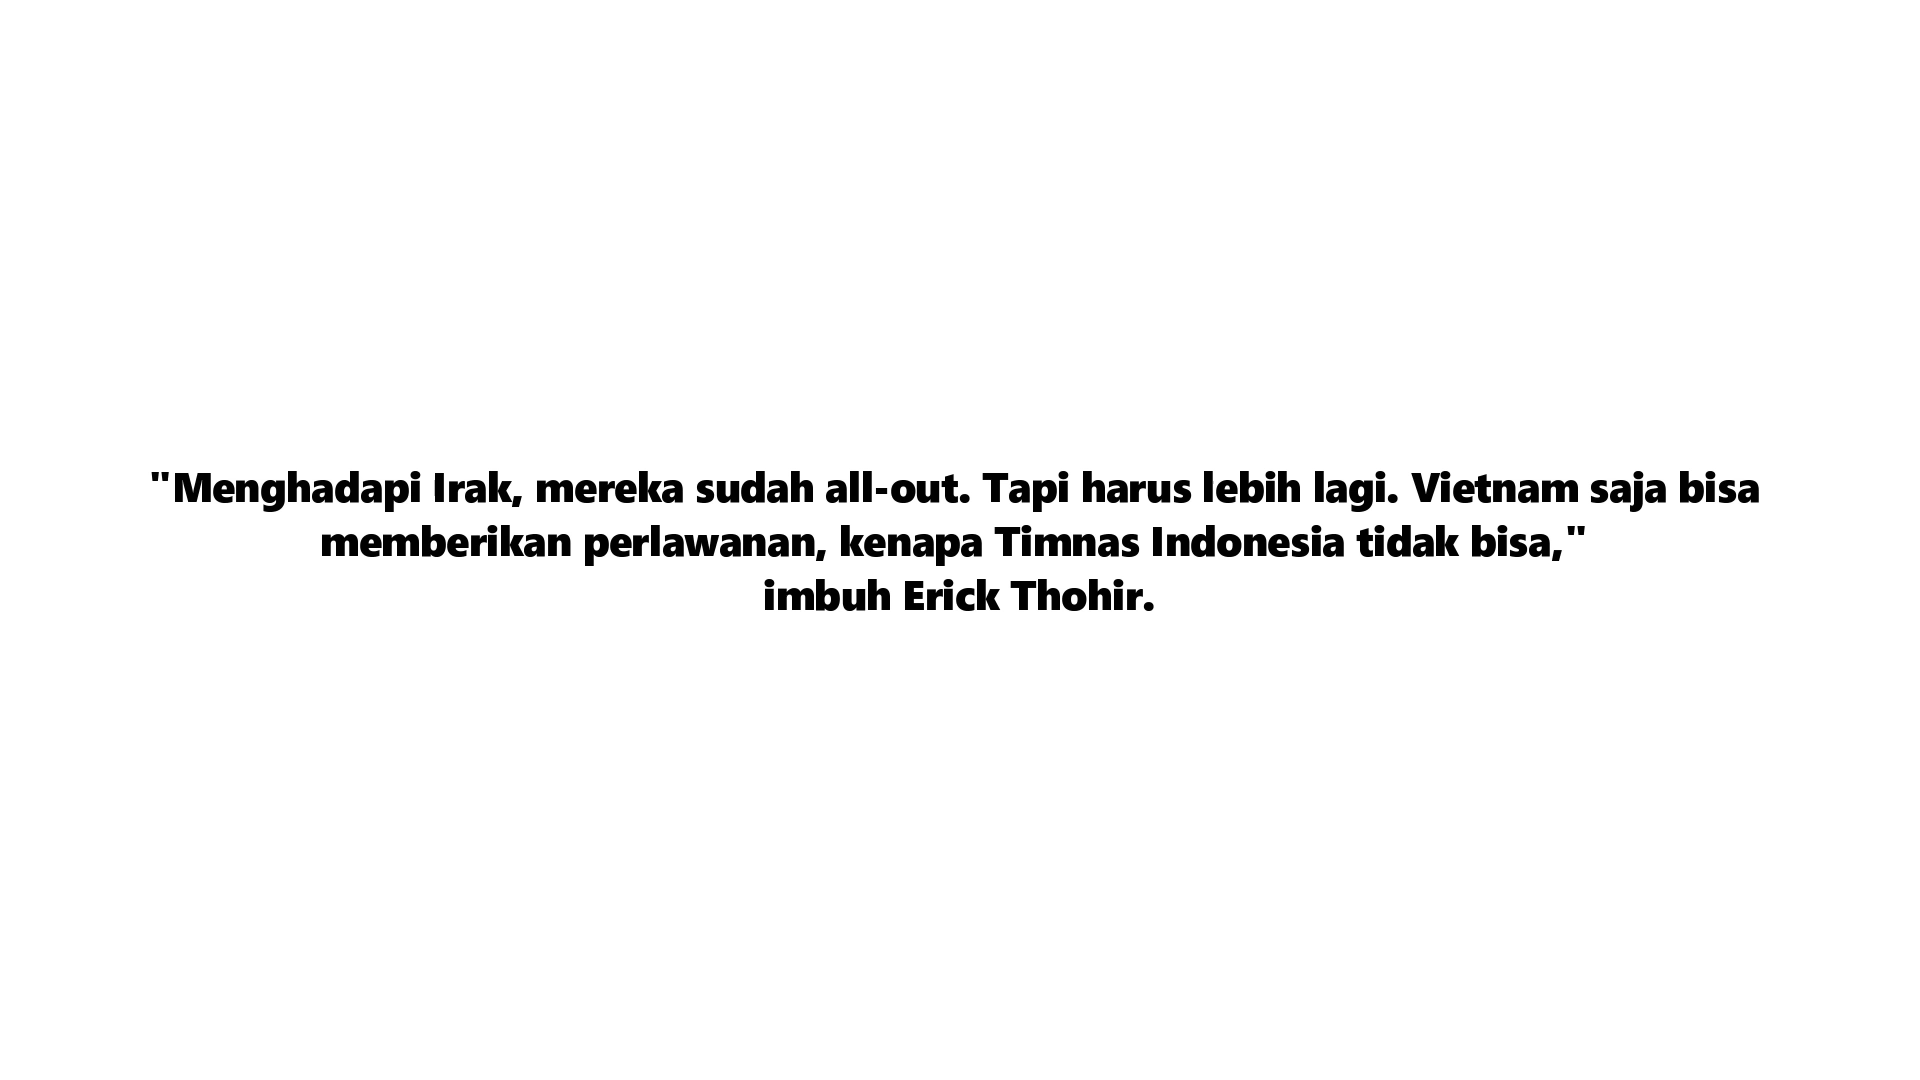 "Menghadapi Irak, mereka sudah all-out. Tapi harus lebih lagi. Vietnam saja bisa
memberikan perlawanan, kenapa Timnas Indonesia tidak bisa,"
imbuh Erick Thohir.